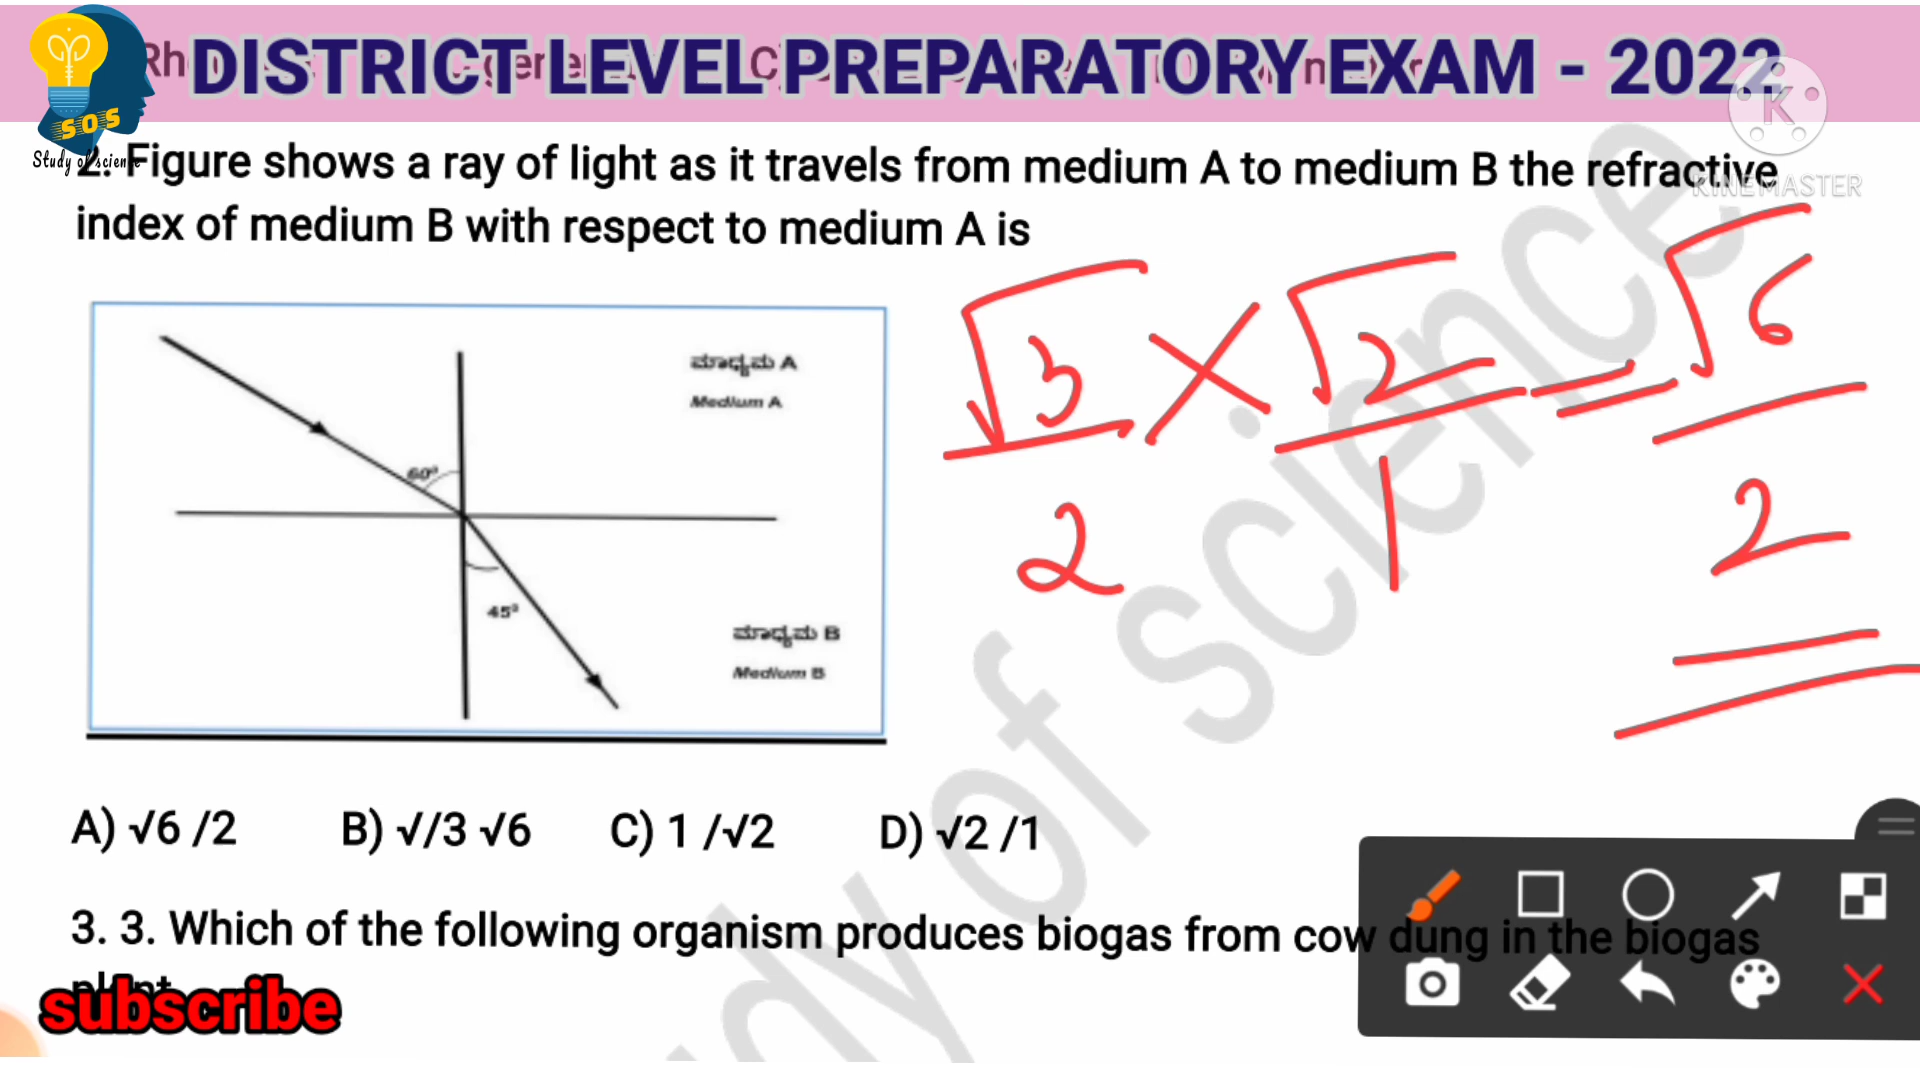 DISTRICT LEVEL PREPARATORY EXAM - 2022
SOS
Study of science
K
KINEMASTER
2. Figure shows a ray of light as it travels from medium A to medium B the refractive
index of medium B with respect to medium A is
ಮಾಧ್ಯಮ A
Medium A
60°
45°
ಮಾಧ್ಯಮ B
Medium B
√3/2 × √2/1 = √6/2
A) √6 /2 B) √//3 √6 C) 1 /√2 D) √2 /1
3. 3. Which of the following organism produces biogas from cow dung in the biogas
plant
subscribe
dy of science